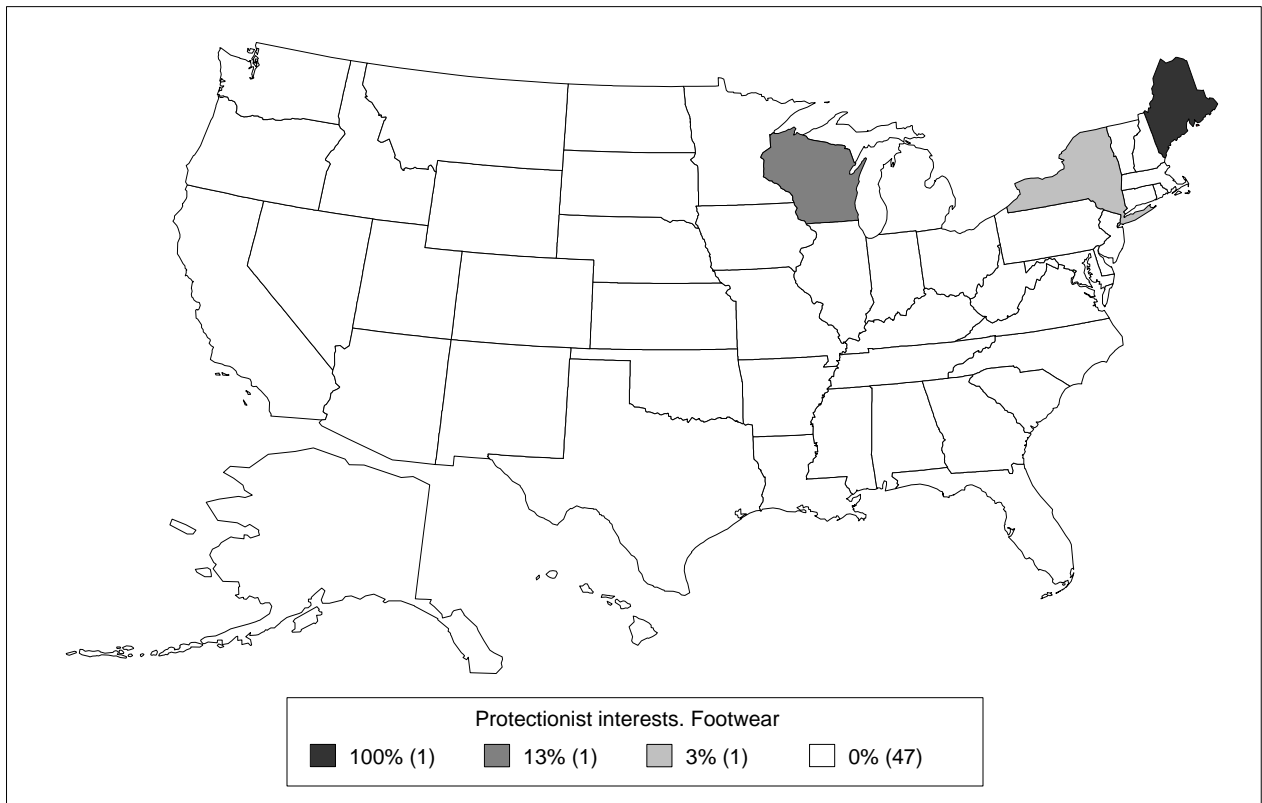 Protectionist interests. Footwear
100% (1) 13% (1) 3% (1) 0% (47)